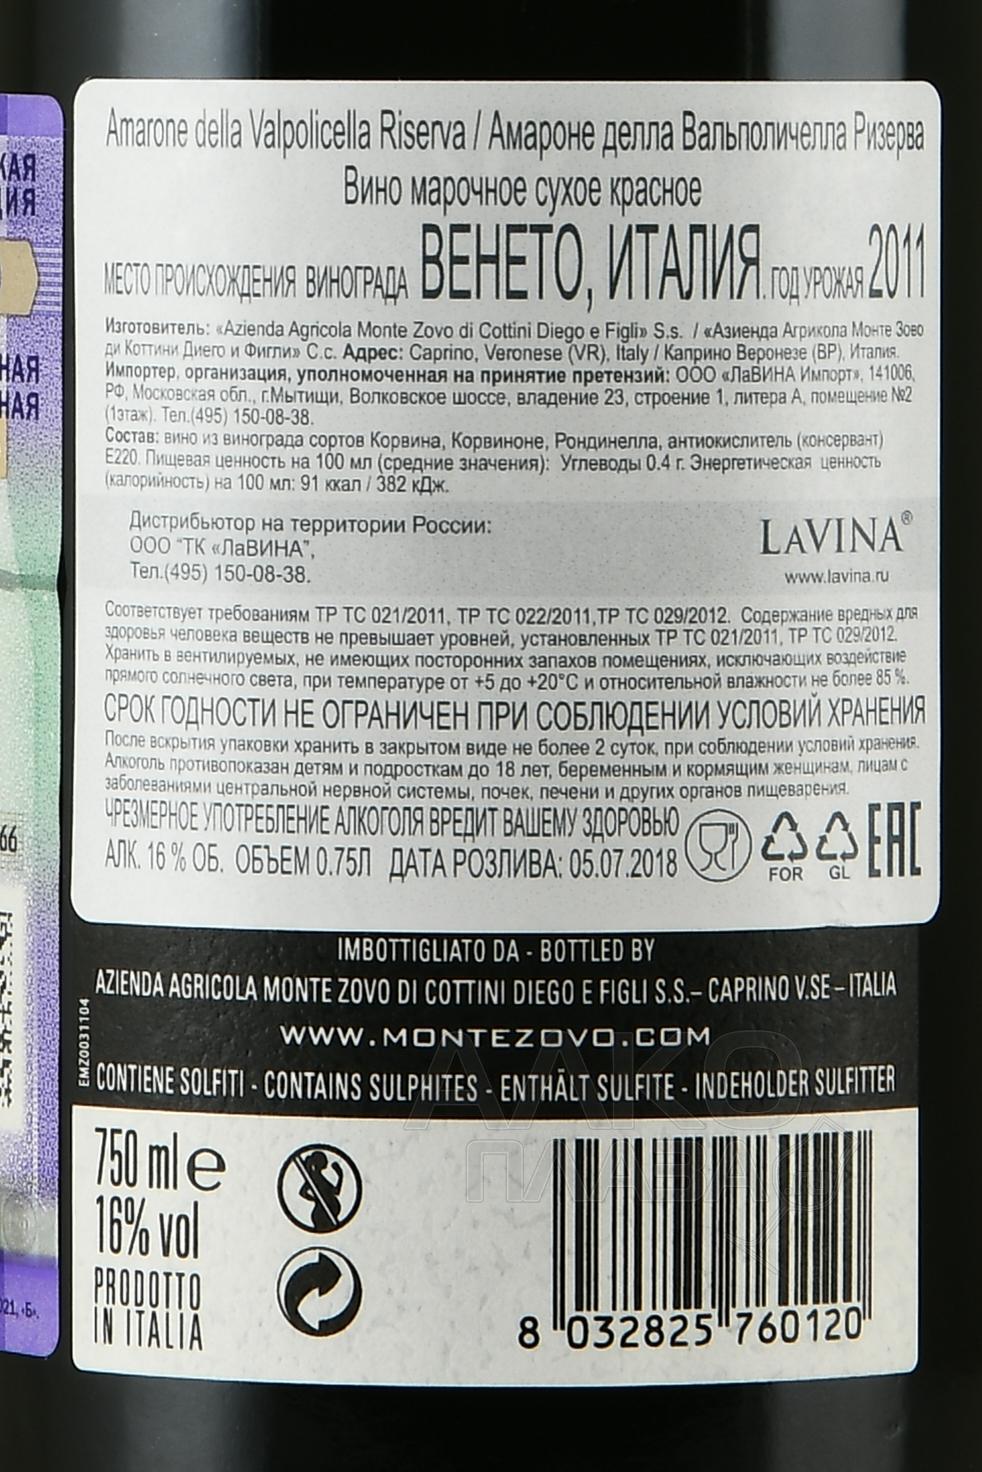 Amarone della Valpolicella Riserva / Амароне делла Вальполичелла Ризерва
Вино марочное сухое красное
МЕСТО ПРОИСХОЖДЕНИЯ ВИНОГРАДА ВЕНЕТО, ИТАЛИЯ. ГОД УРОЖАЯ 2011
Изготовитель: «Azienda Agricola Monte Zovo di Cottini Diego e Figli» S.s. / «Азиенда Агрикола Монте Зово
ди Коттини Диего и Фигли» С.с. Адрес: Caprino, Veronese (VR), Italy / Каприно Веронезе (ВР), Италия.
Импортер, организация, уполномоченная на принятие претензий: ООО «ЛаВИНА Импорт», 141006,
РФ, Московская обл., г.Мытищи, Волковское шоссе, владение 23, строение 1, литера А, помещение №2
(1этаж). Тел.(495) 150-08-38.
Состав: вино из винограда сортов Корвина, Корвиноне, Рондинелла, антиокислитель (консервант)
Е220. Пищевая ценность на 100 мл (средние значения): Углеводы 0.4 г. Энергетическая ценность
(калорийность) на 100 мл: 91 ккал / 382 кДж.
Дистрибьютор на территории России:
ООО "ТК «ЛаВИНА",
Тел.(495) 150-08-38.
LAVINA®
www.lavina.ru
Соответствует требованиям ТР ТС 021/2011, ТР ТС 022/2011,ТР ТС 029/2012. Содержание вредных для
здоровья человека веществ не превышает уровней, установленных ТР ТС 021/2011, ТР ТС 029/2012.
Хранить в вентилируемых, не имеющих посторонних запахов помещениях, исключающих воздействие
прямого солнечного света, при температуре от +5 до +20°С и относительной влажности не более 85 %.
СРОК ГОДНОСТИ НЕ ОГРАНИЧЕН ПРИ СОБЛЮДЕНИИ УСЛОВИЙ ХРАНЕНИЯ
После вскрытия упаковки хранить в закрытом виде не более 2 суток, при соблюдении условий хранения.
Алкоголь противопоказан детям и подросткам до 18 лет, беременным и кормящим женщинам, лицам с
заболеваниями центральной нервной системы, почек, печени и других органов пищеварения.
ЧРЕЗМЕРНОЕ УПОТРЕБЛЕНИЕ АЛКОГОЛЯ ВРЕДИТ ВАШЕМУ ЗДОРОВЬЮ
АЛК. 16 % ОБ. ОБЪЕМ 0.75Л ДАТА РОЗЛИВА: 05.07.2018
FOR GL EAC
IMBOTTIGLIATO DA - BOTTLED BY
AZIENDA AGRICOLA MONTE ZOVO DI COTTINI DIEGO E FIGLI S.S.– CAPRINO V.SE – ITALIA
WWW.MONTEZOVO.COM
CONTIENE SOLFITI - CONTAINS SULPHITES - ENTHÄLT SULFITE - INDEHOLDER SULFITTER
EMZ0031104
750 ml e
16% vol
PRODOTTO
IN ITALIA
8 032825 760120
АЛКО
ПЛАВАС
66